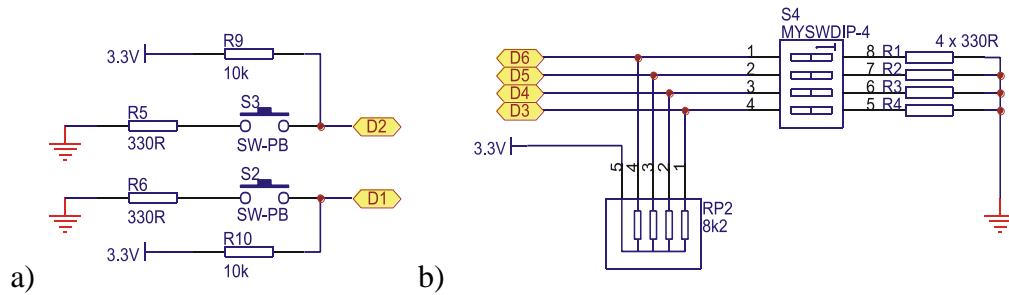 R9
3.3V
10k
R5
S3
D2
330R
SW-PB
R6
S2
D1
330R
SW-PB
R10
3.3V
10k
a)
S4
MYSWDIP-4
D6 1 8 R1 4 x 330R
D5 2 7 R2
D4 3 6 R3
D3 4 5 R4
3.3V
5 4 3 2 1
RP2
8k2
b)